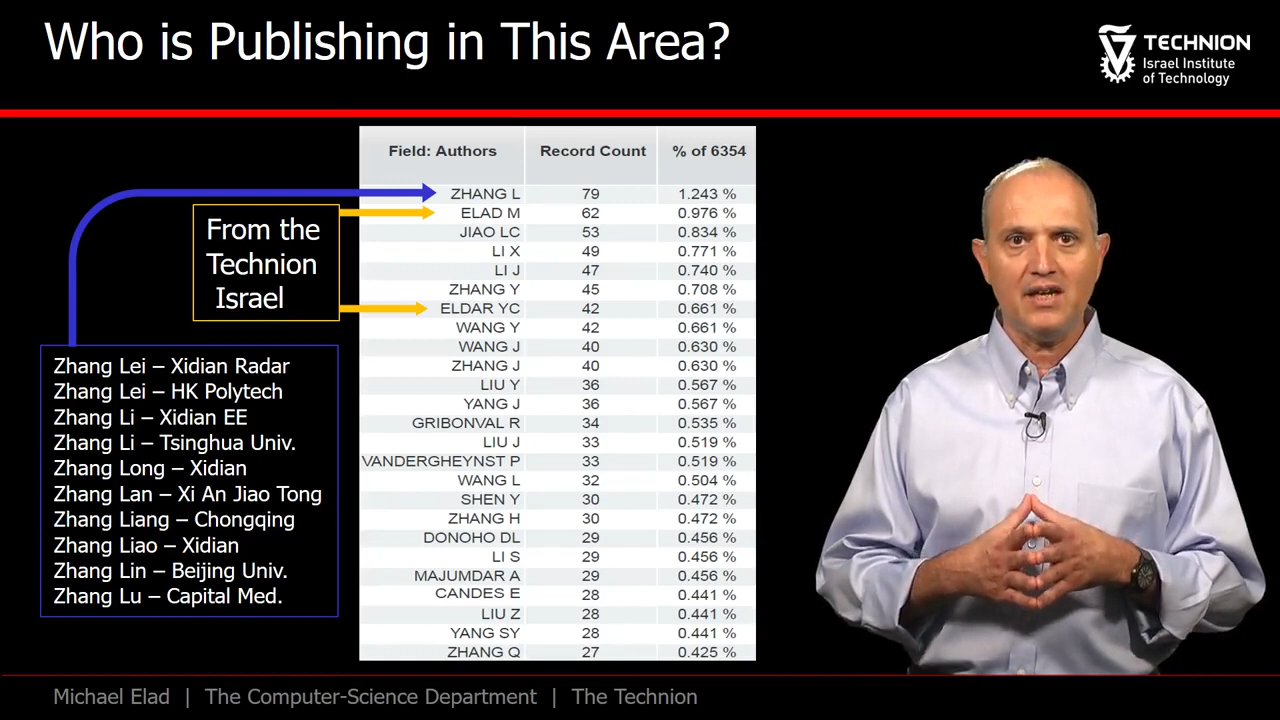 Who is Publishing in This Area?
TECHNION
Israel Institute
of Technology
From the
Technion
Israel
Zhang Lei – Xidian Radar
Zhang Lei – HK Polytech
Zhang Li – Xidian EE
Zhang Li – Tsinghua Univ.
Zhang Long – Xidian
Zhang Lan – Xi An Jiao Tong
Zhang Liang – Chongqing
Zhang Liao – Xidian
Zhang Lin – Beijing Univ.
Zhang Lu – Capital Med.
Field: Authors Record Count % of 6354
ZHANG L 79 1.243 %
ELAD M 62 0.976 %
JIAO LC 53 0.834 %
LI X 49 0.771 %
LI J 47 0.740 %
ZHANG Y 45 0.708 %
ELDAR YC 42 0.661 %
WANG Y 42 0.661 %
WANG J 40 0.630 %
ZHANG J 40 0.630 %
LIU Y 36 0.567 %
YANG J 36 0.567 %
GRIBONVAL R 34 0.535 %
LIU J 33 0.519 %
VANDERGHEYNST P 33 0.519 %
WANG L 32 0.504 %
SHEN Y 30 0.472 %
ZHANG H 30 0.472 %
DONOHO DL 29 0.456 %
LI S 29 0.456 %
MAJUMDAR A 29 0.456 %
CANDES E 28 0.441 %
LIU Z 28 0.441 %
YANG SY 28 0.441 %
ZHANG Q 27 0.425 %
Michael Elad | The Computer-Science Department | The Technion